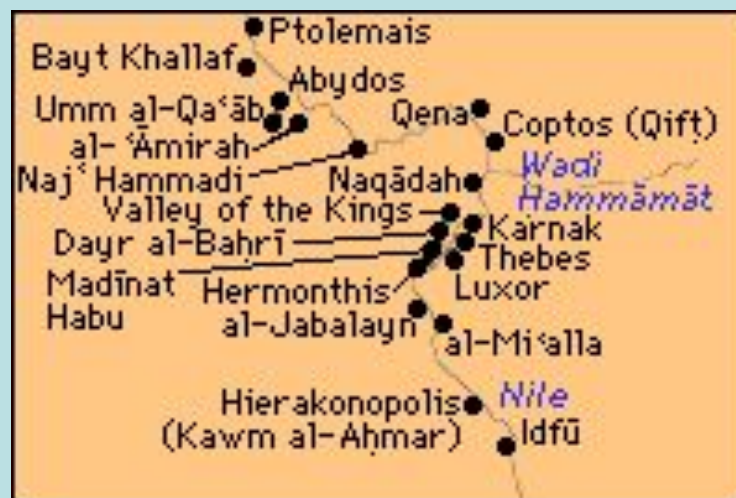 Ptolemais
Bayt Khallaf
Abydos
Umm al-Qaʿāb
Qena
Coptos (Qifṭ)
al-ʿĀmirah
Najʿ Hammadi
Naqādah
Wadi
Ḥammāmāt
Valley of the Kings
Karnak
Dayr al-Baḥrī
Thebes
Madīnat
Habu
Hermonthis
Luxor
al-Jabalayn
al-Miʿalla
Hierakonopolis
(Kawm al-Aḥmar)
Nile
Idfū